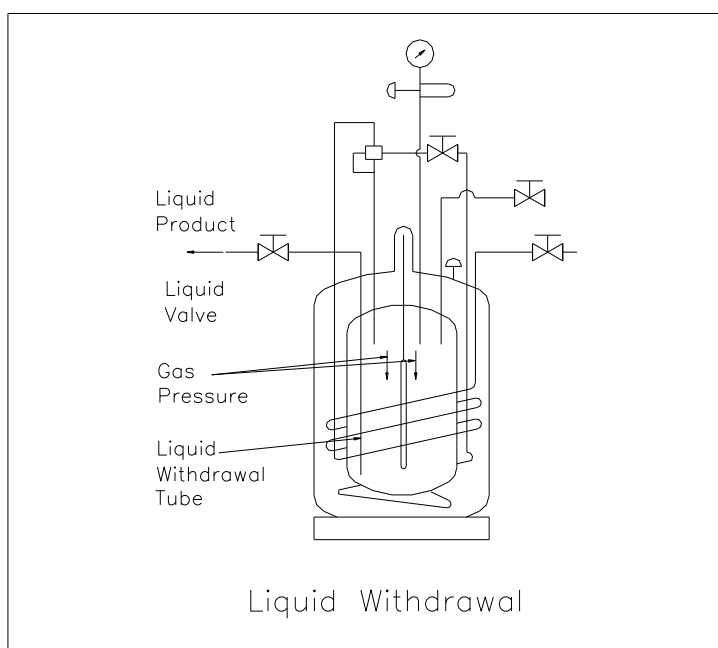 Liquid
Product
Liquid
Valve
Gas
Pressure
Liquid
Withdrawal
Tube
Liquid Withdrawal